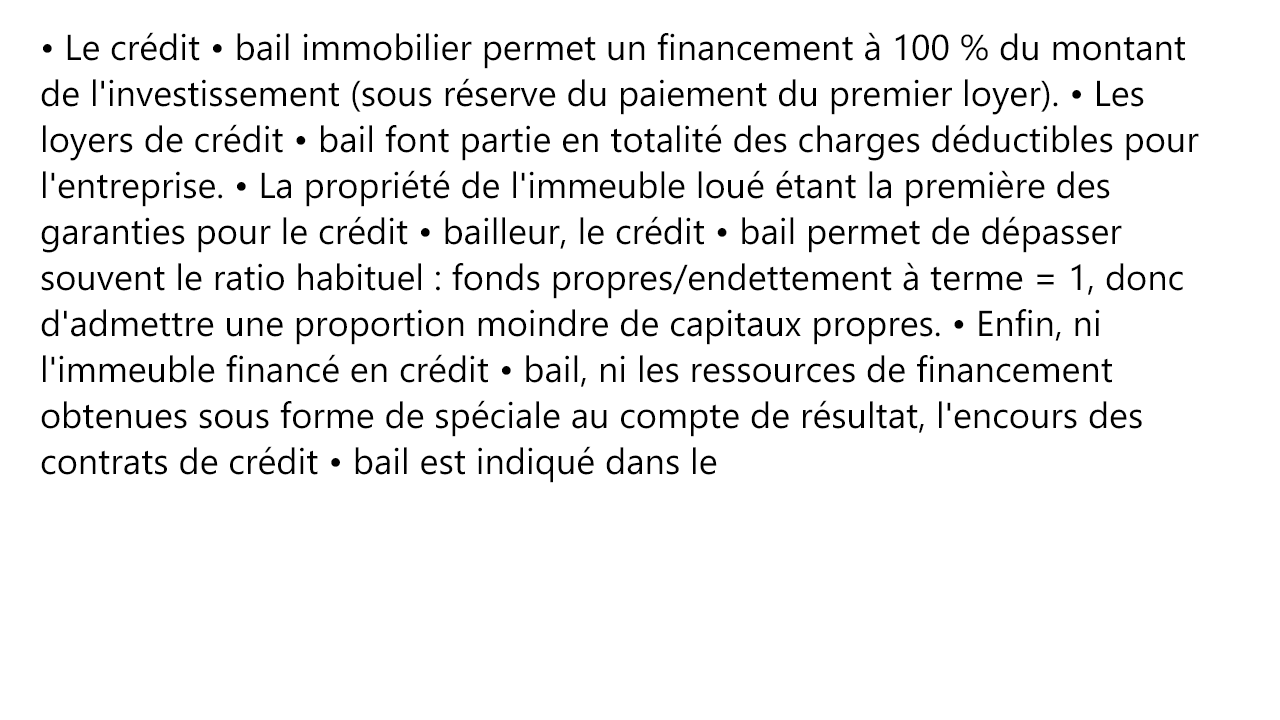 • Le crédit • bail immobilier permet un financement à 100 % du montant
de l'investissement (sous réserve du paiement du premier loyer). • Les
loyers de crédit • bail font partie en totalité des charges déductibles pour
l'entreprise. • La propriété de l'immeuble loué étant la première des
garanties pour le crédit • bailleur, le crédit • bail permet de dépasser
souvent le ratio habituel : fonds propres/endettement à terme = 1, donc
d'admettre une proportion moindre de capitaux propres. • Enfin, ni
l'immeuble financé en crédit • bail, ni les ressources de financement
obtenues sous forme de spéciale au compte de résultat, l'encours des
contrats de crédit • bail est indiqué dans le